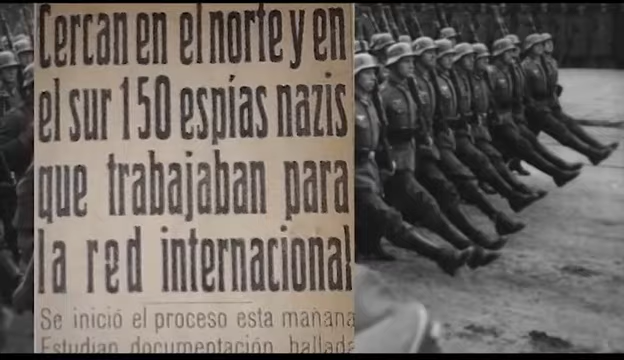 Cercan en el norte y en
el sur 150 espías nazis
que trabajaban para
la red internacional
Se inició el proceso esta mañana
Estudian documentación hallada